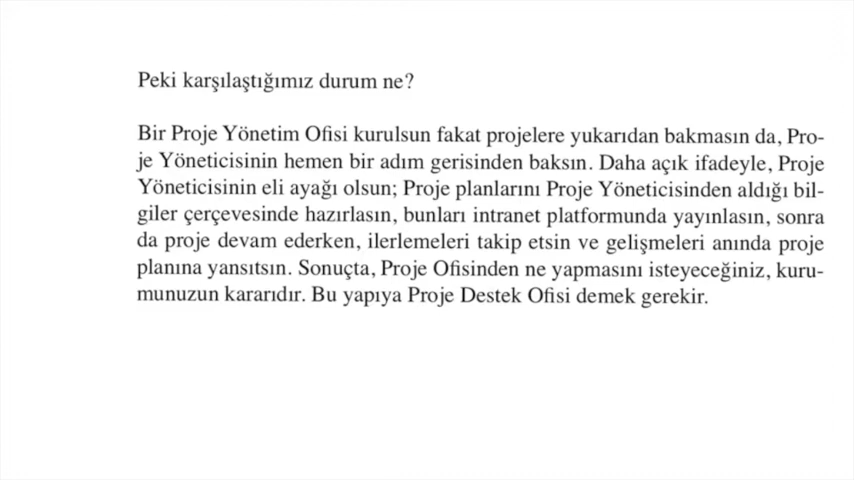 Peki karşılaştığımız durum ne?
Bir Proje Yönetim Ofisi kurulsun fakat projelere yukarıdan bakmasın da, Pro-
je Yöneticisinin hemen bir adım gerisinden baksın. Daha açık ifadeyle, Proje
Yöneticisinin eli ayağı olsun; Proje planlarını Proje Yöneticisinden aldığı bil-
giler çerçevesinde hazırlasın, bunları intranet platformunda yayınlasın, sonra
da proje devam ederken, ilerlemeleri takip etsin ve gelişmeleri anında proje
planına yansıtsın. Sonuçta, Proje Ofisinden ne yapmasını isteyeceğiniz, kuru-
munuzun kararıdır. Bu yapıya Proje Destek Ofisi demek gerekir.